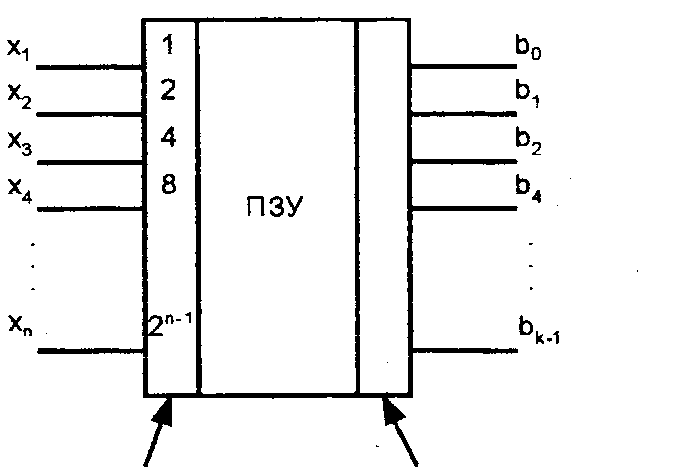 x₁ 1 b₀
x₂ 2 b₁
x₃ 4 b₂
x₄ 8 b₄
ПЗУ
xₙ 2ⁿ⁻¹ bₖ₋₁